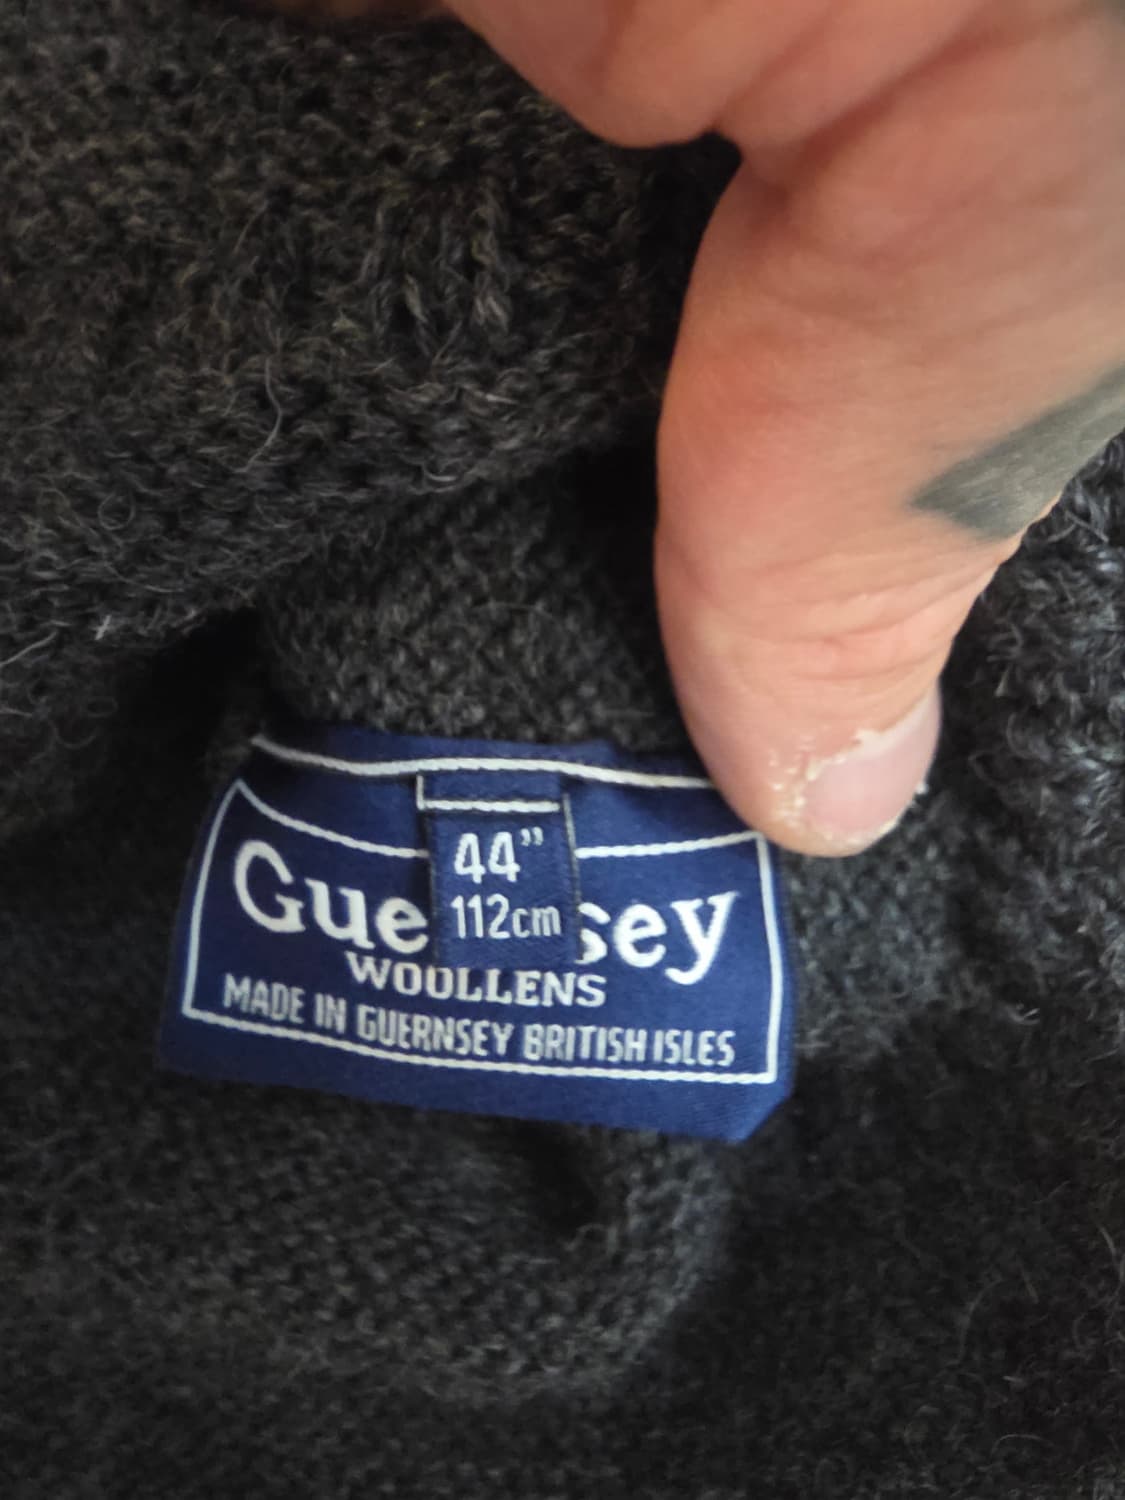 44"
112cm
Gue sey
WOOLLENS
MADE IN GUERNSEY BRITISH ISLES